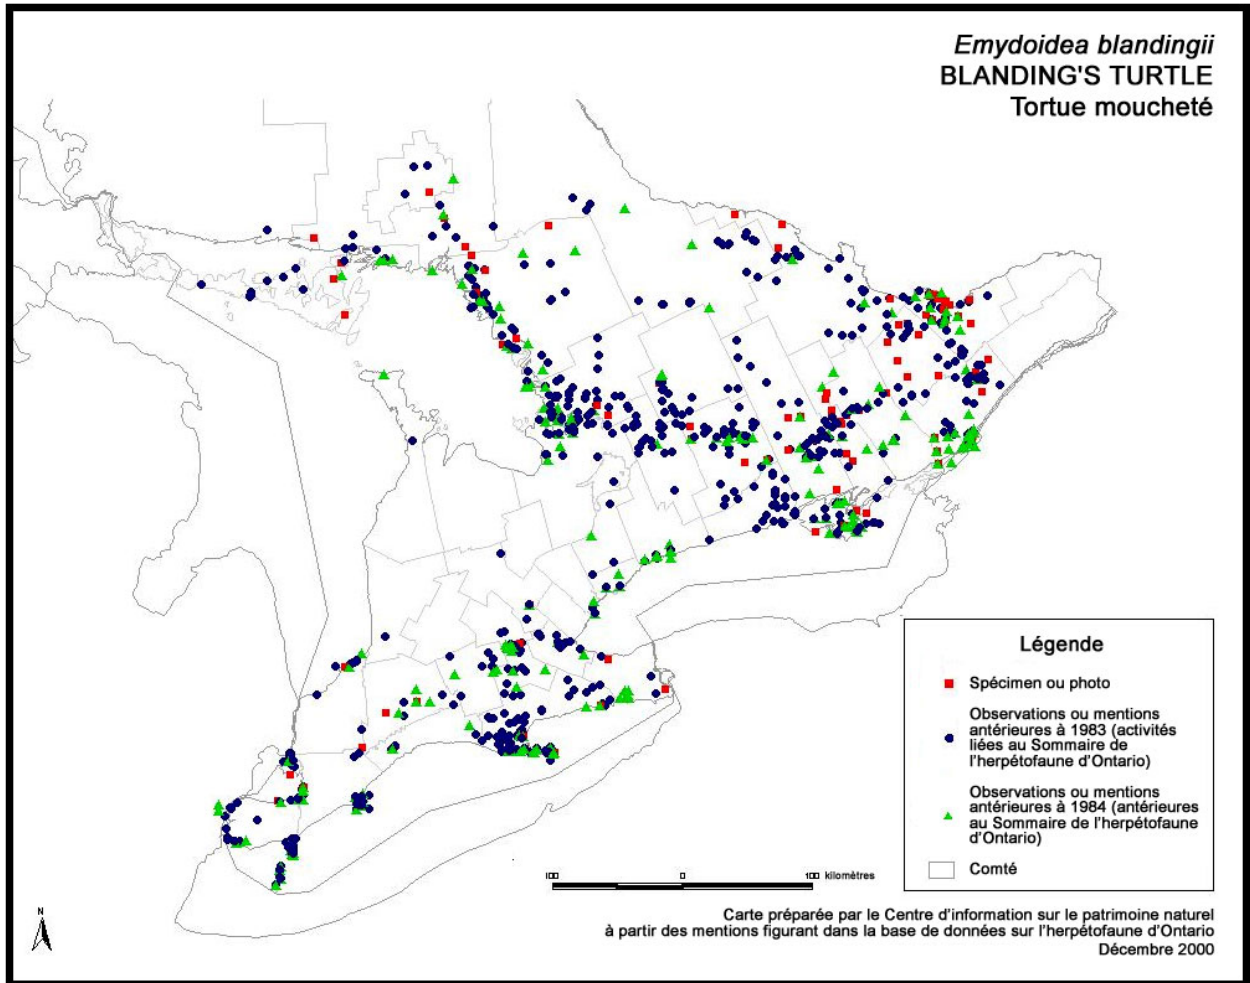 Emydoidea blandingii
BLANDING'S TURTLE
Tortue moucheté
Légende
Spécimen ou photo
Observations ou mentions
antérieures à 1983 (activités
liées au Sommaire de
l'herpétofaune d'Ontario)
Observations ou mentions
antérieures à 1984 (antérieures
au Sommaire de l'herpétofaune
d'Ontario)
Comté
100 0 100 kilomètres
N
Carte préparée par le Centre d'information sur le patrimoine naturel
à partir des mentions figurant dans la base de données sur l'herpétofaune d'Ontario
Décembre 2000